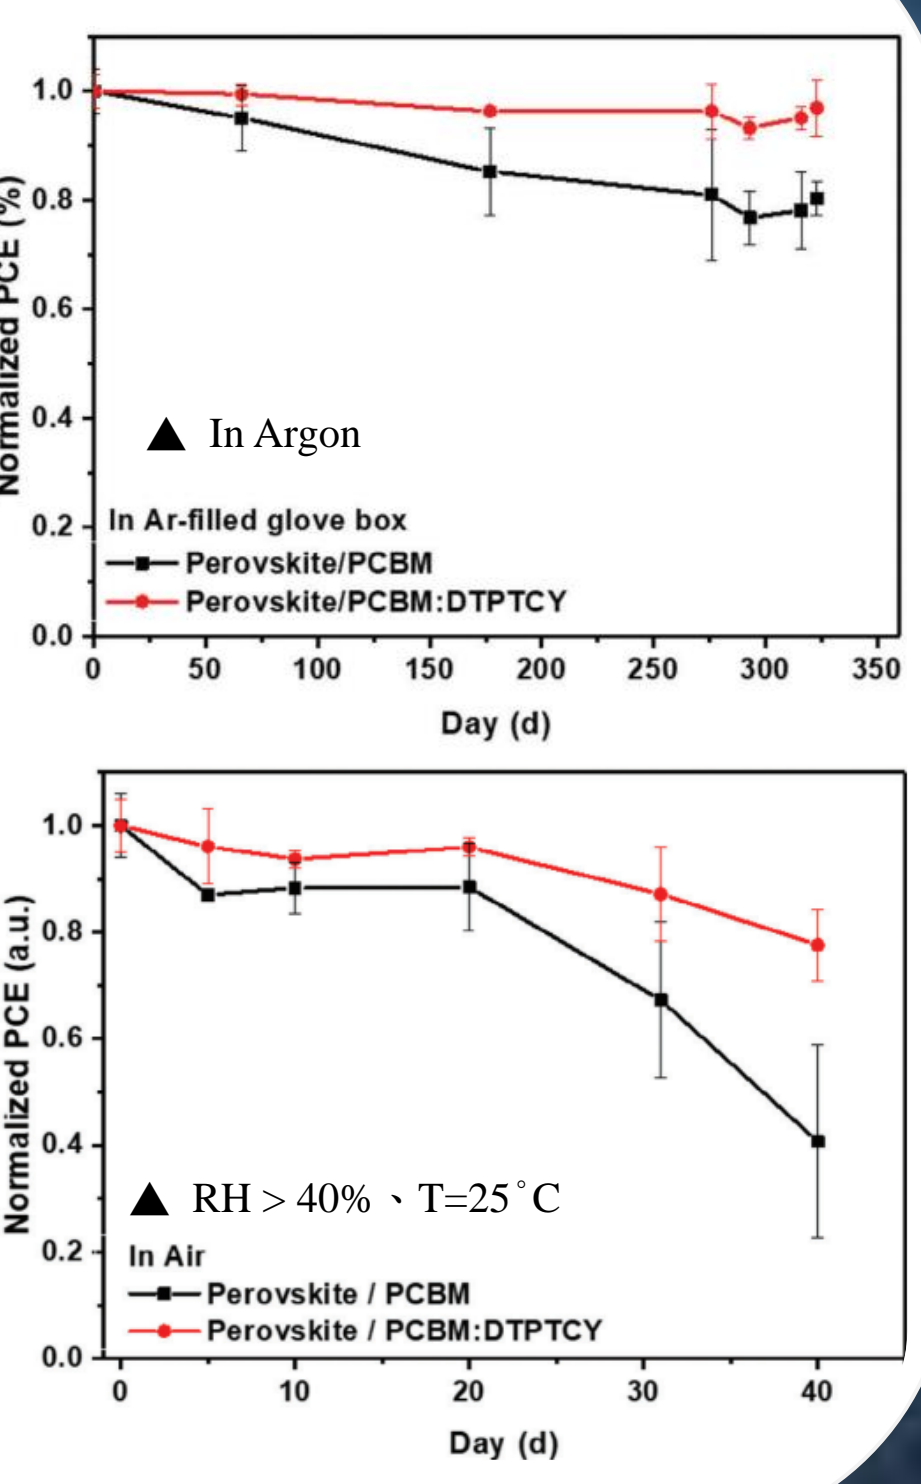 Normalized PCE (%)
1.0
0.8
0.6
0.4
0.2
0.0
▲ In Argon
In Ar-filled glove box
Perovskite/PCBM
Perovskite/PCBM:DTPTCY
0 50 100 150 200 250 300 350
Day (d)
Normalized PCE (a.u.)
1.0
0.8
0.6
0.4
0.2
0.0
▲ RH > 40%、T=25°C
In Air
Perovskite / PCBM
Perovskite / PCBM:DTPTCY
0 10 20 30 40
Day (d)